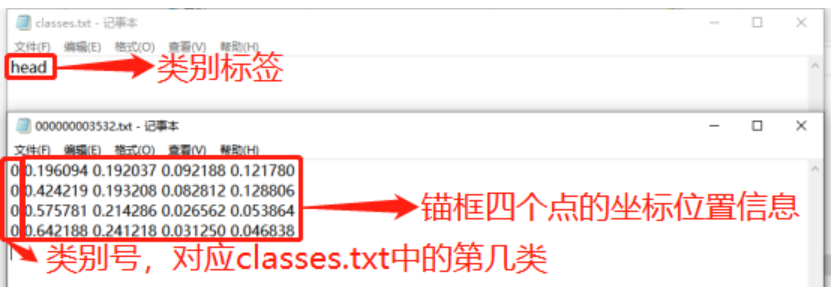 classes.txt - 记事本
文件(F) 编辑(E) 格式(O) 查看(V) 帮助(H)
head
类别标签
000000003532.txt - 记事本
文件(F) 编辑(E) 格式(O) 查看(V) 帮助(H)
0 0.196094 0.192037 0.092188 0.121780
0 0.424219 0.193208 0.082812 0.128806
0 0.575781 0.214286 0.026562 0.053864
0 0.642188 0.241218 0.031250 0.046838
锚框四个点的坐标位置信息
类别号，对应classes.txt中的第几类